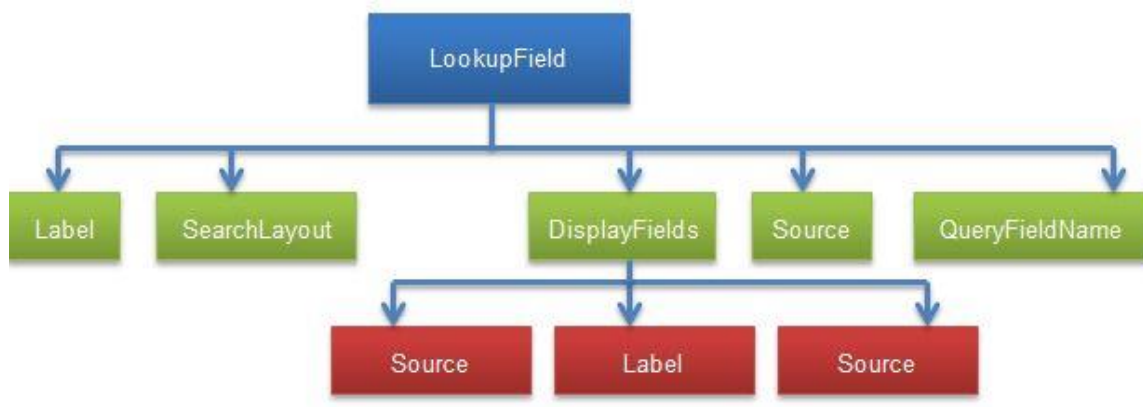 LookupField
Label
SearchLayout
DisplayFields
Source
QueryFieldName
Source
Label
Source